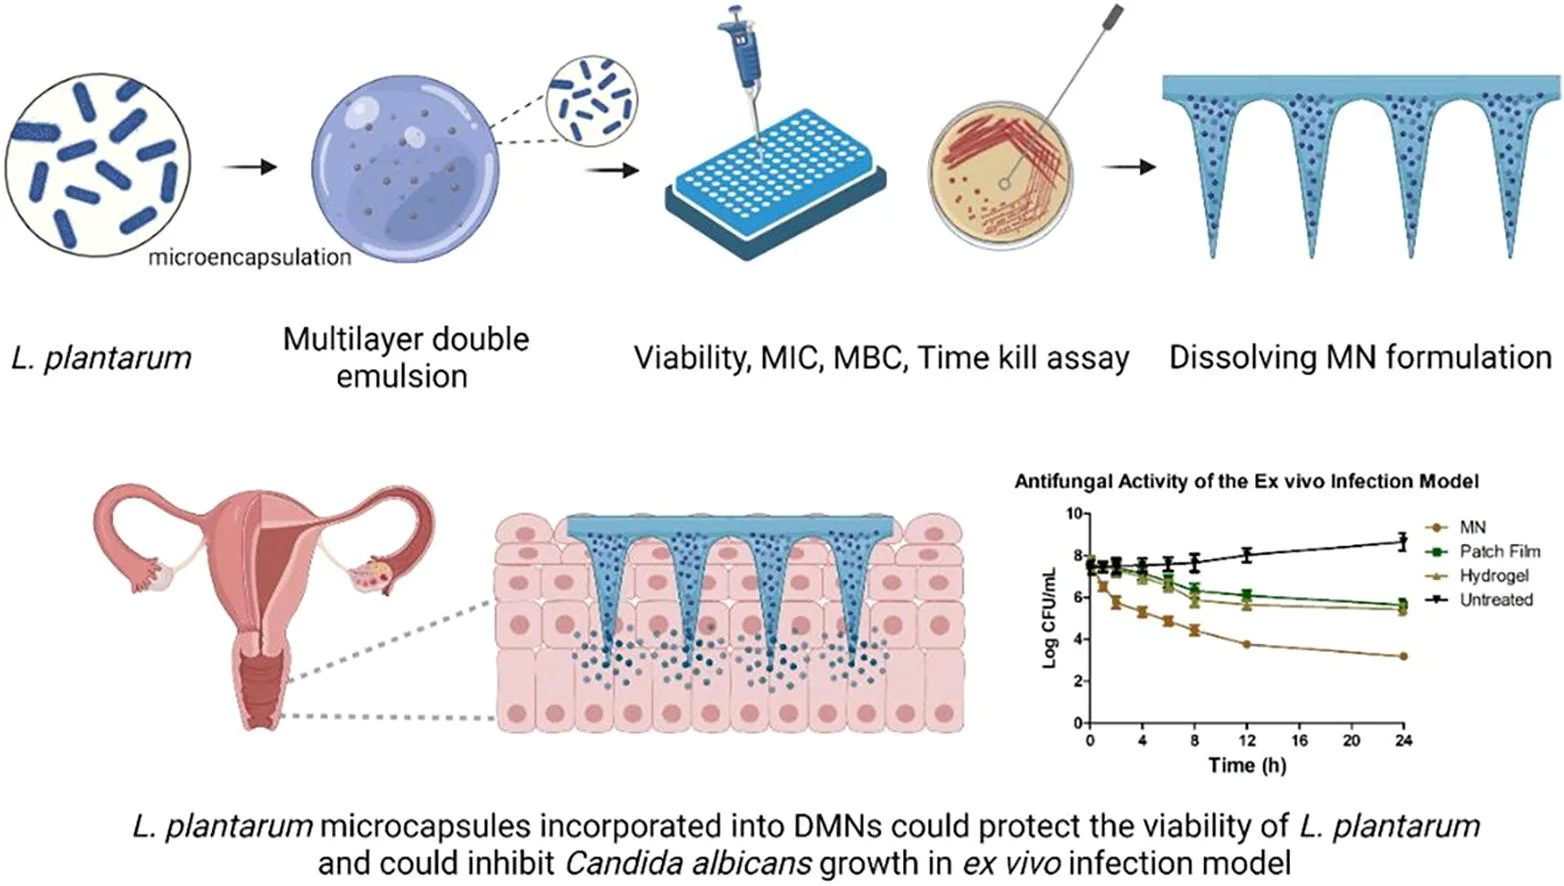 microencapsulation
L. plantarum
Multilayer double
emulsion
Viability, MIC, MBC, Time kill assay
Dissolving MN formulation
Antifungal Activity of the Ex vivo Infection Model
Log CFU/mL
10
8
6
4
2
0
0 4 8 12 16 20 24
Time (h)
MN
Patch Film
Hydrogel
Untreated
L. plantarum microcapsules incorporated into DMNs could protect the viability of L. plantarum
and could inhibit Candida albicans growth in ex vivo infection model